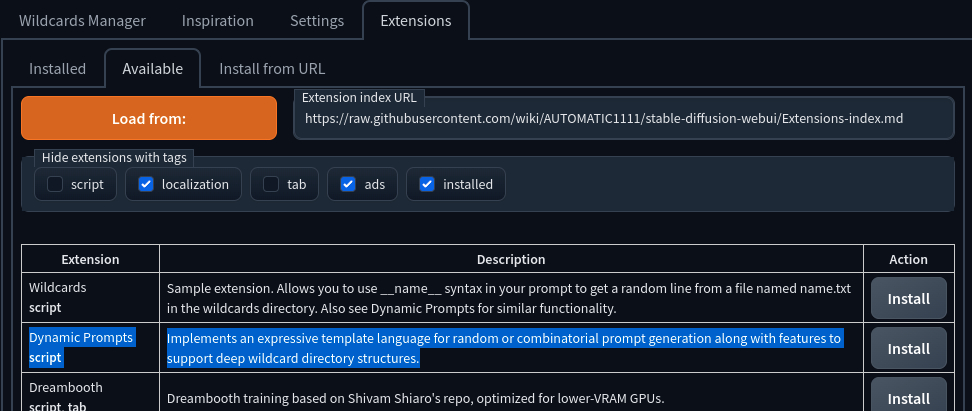 Wildcards Manager Inspiration Settings Extensions
Installed Available Install from URL
Load from:
Extension index URL
https://raw.githubusercontent.com/wiki/AUTOMATIC1111/stable-diffusion-webui/Extensions-index.md
Hide extensions with tags
script localization tab ads installed
Extension Description Action
Wildcards
script
Sample extension. Allows you to use __name__ syntax in your prompt to get a random line from a file named name.txt
in the wildcards directory. Also see Dynamic Prompts for similar functionality.
Install
Dynamic Prompts
script
Implements an expressive template language for random or combinatorial prompt generation along with features to
support deep wildcard directory structures.
Install
Dreambooth
script, tab
Dreambooth training based on Shivam Shiaro's repo, optimized for lower-VRAM GPUs.
Install